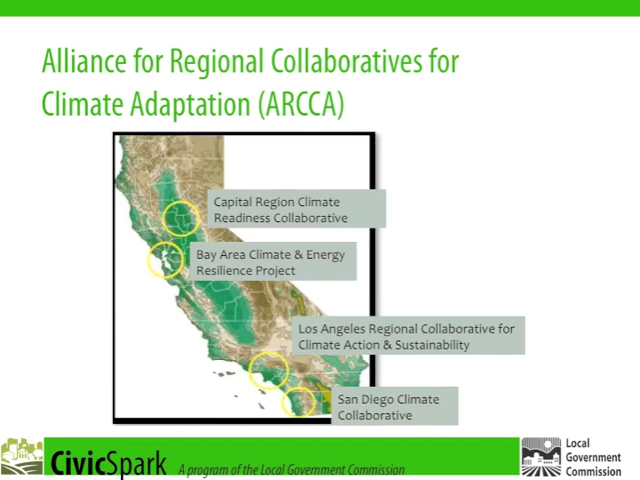 Alliance for Regional Collaboratives for
Climate Adaptation (ARCCA)
Capital Region Climate
Readiness Collaborative
Bay Area Climate & Energy
Resilience Project
Los Angeles Regional Collaborative for
Climate Action & Sustainability
San Diego Climate
Collaborative
CivicSpark A program of the Local Government Commission
Local
Government
Commission